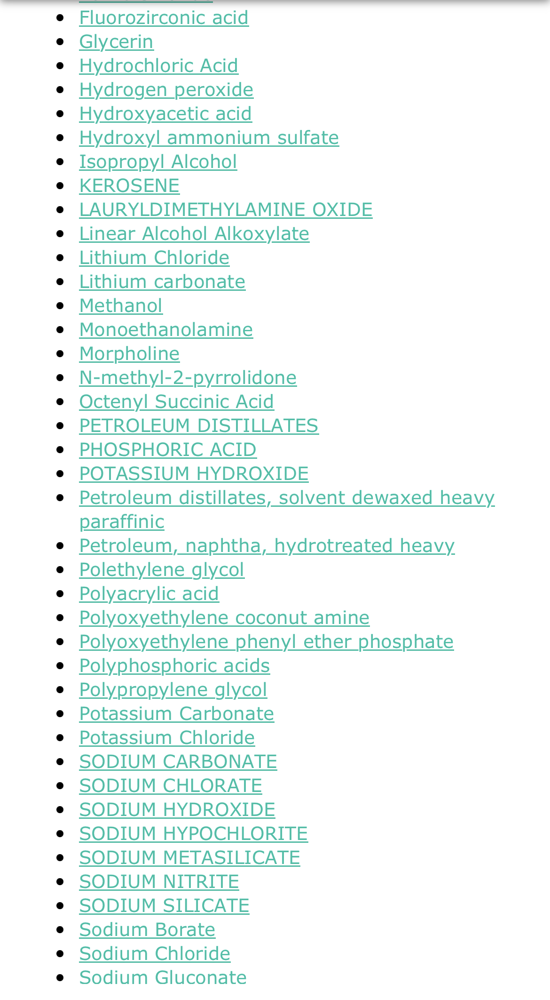 Fluorozirconic acid
Glycerin
Hydrochloric Acid
Hydrogen peroxide
Hydroxyacetic acid
Hydroxyl ammonium sulfate
Isopropyl Alcohol
KEROSENE
LAURYLDIMETHYLAMINE OXIDE
Linear Alcohol Alkoxylate
Lithium Chloride
Lithium carbonate
Methanol
Monoethanolamine
Morpholine
N-methyl-2-pyrrolidone
Octenyl Succinic Acid
PETROLEUM DISTILLATES
PHOSPHORIC ACID
POTASSIUM HYDROXIDE
Petroleum distillates, solvent dewaxed heavy
paraffinic
Petroleum, naphtha, hydrotreated heavy
Polethylene glycol
Polyacrylic acid
Polyoxyethylene coconut amine
Polyoxyethylene phenyl ether phosphate
Polyphosphoric acids
Polypropylene glycol
Potassium Carbonate
Potassium Chloride
SODIUM CARBONATE
SODIUM CHLORATE
SODIUM HYDROXIDE
SODIUM HYPOCHLORITE
SODIUM METASILICATE
SODIUM NITRITE
SODIUM SILICATE
Sodium Borate
Sodium Chloride
Sodium Gluconate